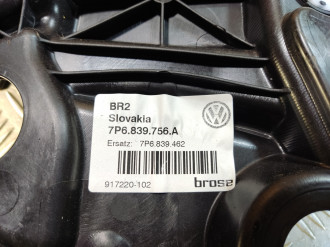 BR2
Slovakia
7P6.839.756.A
Ersatz: 7P6.839.462
917220-102
brose